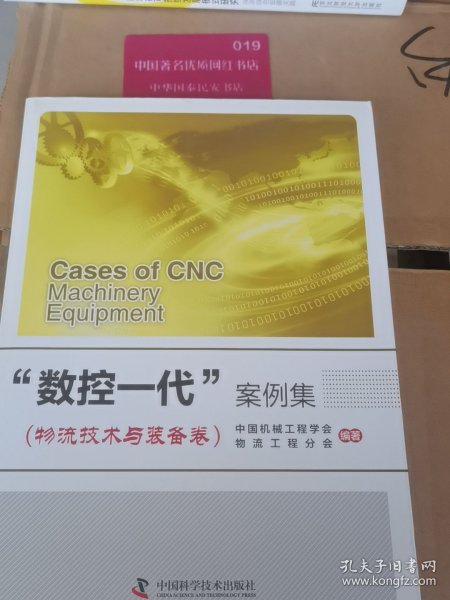 019
中国著名优质网红书店
中华国泰民安书店
Cases of CNC
Machinery
Equipment
“数控一代”案例集
（物流技术与装备卷）
中国机械工程学会
物流工程分会
编著
中国科学技术出版社
CHINA SCIENCE AND TECHNOLOGY PRESS
孔夫子旧书网
www.kongfz.com